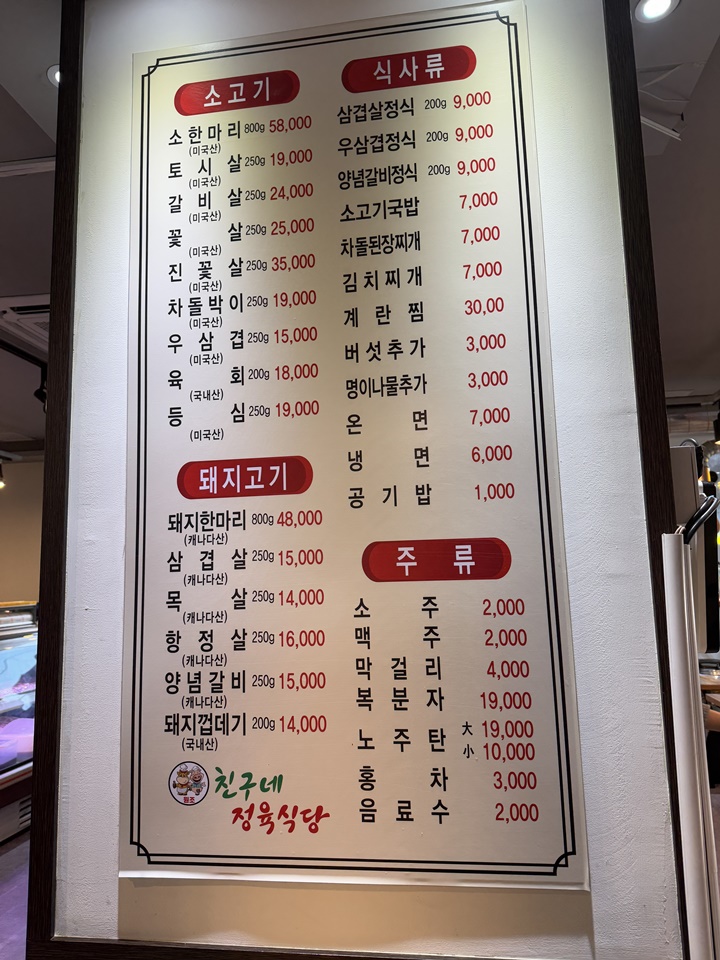 소고기
소한마리 800g 58,000
(미국산)
토시살 250g 19,000
(미국산)
갈비살 250g 24,000
(미국산)
꽃살 250g 25,000
(미국산)
진꽃살 250g 35,000
(미국산)
차돌박이 250g 19,000
(미국산)
우삼겹 250g 15,000
(미국산)
육회 200g 18,000
(국내산)
등심 250g 19,000
(미국산)
돼지고기
돼지한마리 800g 48,000
(캐나다산)
삼겹살 250g 15,000
(캐나다산)
목살 250g 14,000
(캐나다산)
항정살 250g 16,000
(캐나다산)
양념갈비 250g 15,000
(캐나다산)
돼지껍데기 200g 14,000
(국내산)
원조
친구네
정육식당
식사류
삼겹살정식 200g 9,000
우삼겹정식 200g 9,000
양념갈비정식 200g 9,000
소고기국밥 7,000
차돌된장찌개 7,000
김치찌개 7,000
계란찜 30,00
버섯추가 3,000
명이나물추가 3,000
온면 7,000
냉면 6,000
공기밥 1,000
주류
소주 2,000
맥주 2,000
막걸리 4,000
복분자 19,000
노주탄 大 19,000
小 10,000
홍차 3,000
음료수 2,000